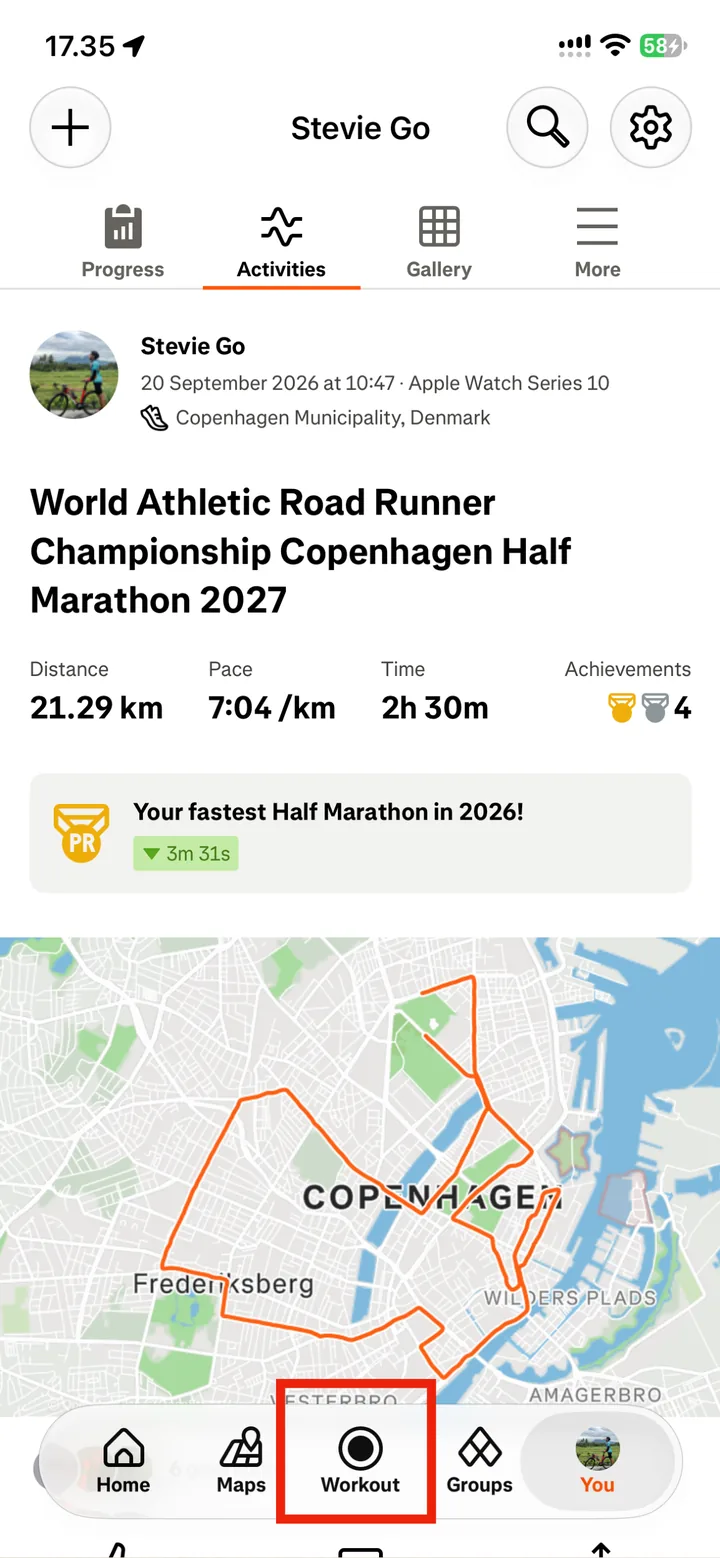 17.35
58
Stevie Go
Progress
Activities
Gallery
More
Stevie Go
20 September 2026 at 10:47 · Apple Watch Series 10
Copenhagen Municipality, Denmark
World Athletic Road Runner
Championship Copenhagen Half
Marathon 2027
Distance
Pace
Time
Achievements
21.29 km
7:04 /km
2h 30m
4
PR
Your fastest Half Marathon in 2026!
3m 31s
COPENHAGEN
Frederiksberg
WILDERS PLADS
VESTERBRO
AMAGERBRO
Home
Maps
Workout
Groups
You